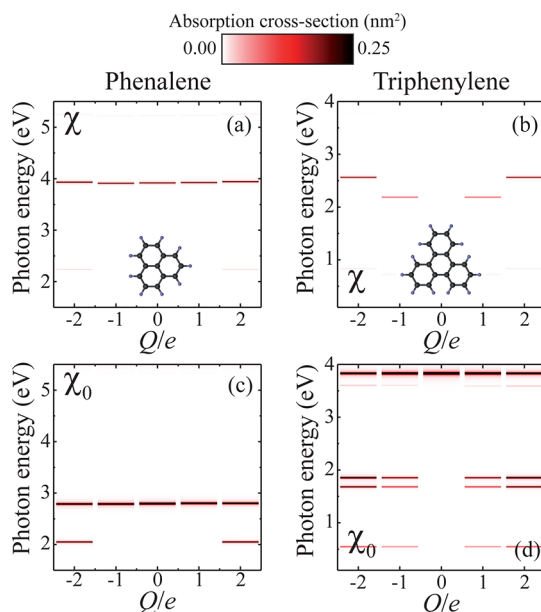 Absorption cross-section (nm²)
0.00 0.25
Phenalene Triphenylene
χ (a)
Photon energy (eV)
5
4
3
2
-2 -1 0 1 2
Q/e
(b)
Photon energy (eV)
4
3
2
1
χ
-2 -1 0 1 2
Q/e
χ₀ (c)
Photon energy (eV)
5
4
3
2
-2 -1 0 1 2
Q/e
Photon energy (eV)
4
3
2
1
χ₀ (d)
-2 -1 0 1 2
Q/e